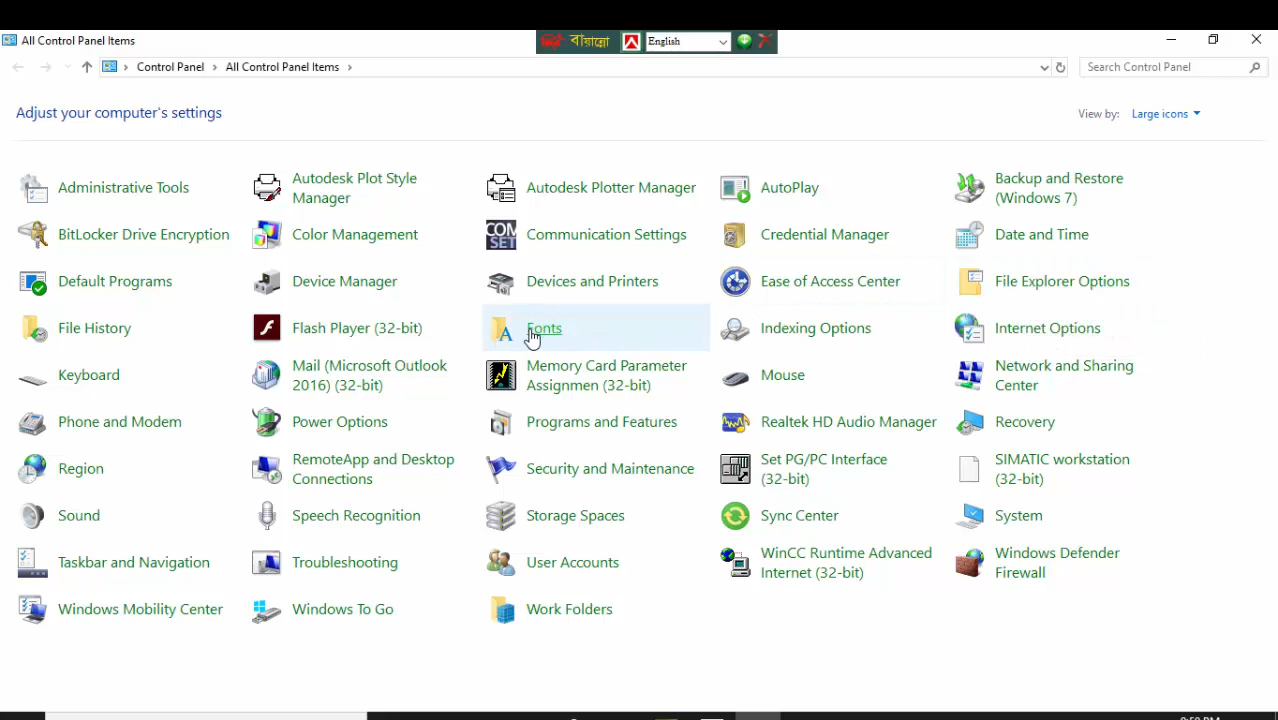 All Control Panel Items
বায়ান্নো
English
Control Panel
All Control Panel Items
Search Control Panel
Adjust your computer's settings
View by:
Large icons
Administrative Tools
Autodesk Plot Style
Manager
Autodesk Plotter Manager
AutoPlay
Backup and Restore
(Windows 7)
BitLocker Drive Encryption
Color Management
COM
SET
Communication Settings
Credential Manager
Date and Time
Default Programs
Device Manager
Devices and Printers
Ease of Access Center
File Explorer Options
File History
Flash Player (32-bit)
Fonts
Indexing Options
Internet Options
Keyboard
Mail (Microsoft Outlook
2016) (32-bit)
Memory Card Parameter
Assignmen (32-bit)
Mouse
Network and Sharing
Center
Phone and Modem
Power Options
Programs and Features
Realtek HD Audio Manager
Recovery
Region
RemoteApp and Desktop
Connections
Security and Maintenance
Set PG/PC Interface
(32-bit)
SIMATIC workstation
(32-bit)
Sound
Speech Recognition
Storage Spaces
Sync Center
System
Taskbar and Navigation
Troubleshooting
User Accounts
WinCC Runtime Advanced
Internet (32-bit)
Windows Defender
Firewall
Windows Mobility Center
Windows To Go
Work Folders